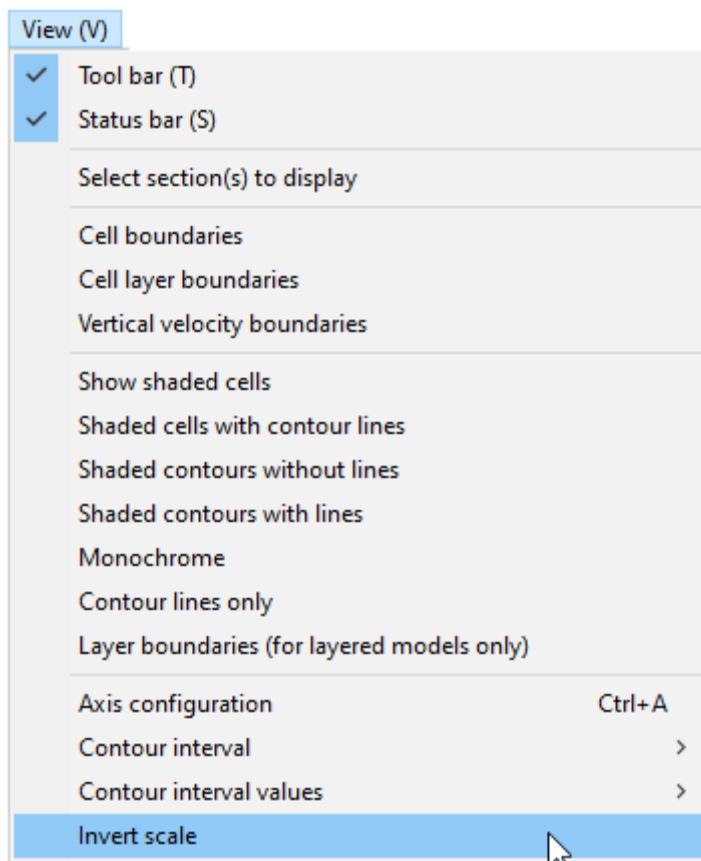 View (V)
Tool bar (T)
Status bar (S)
Select section(s) to display
Cell boundaries
Cell layer boundaries
Vertical velocity boundaries
Show shaded cells
Shaded cells with contour lines
Shaded contours without lines
Shaded contours with lines
Monochrome
Contour lines only
Layer boundaries (for layered models only)
Axis configuration Ctrl+A
Contour interval
Contour interval values
Invert scale